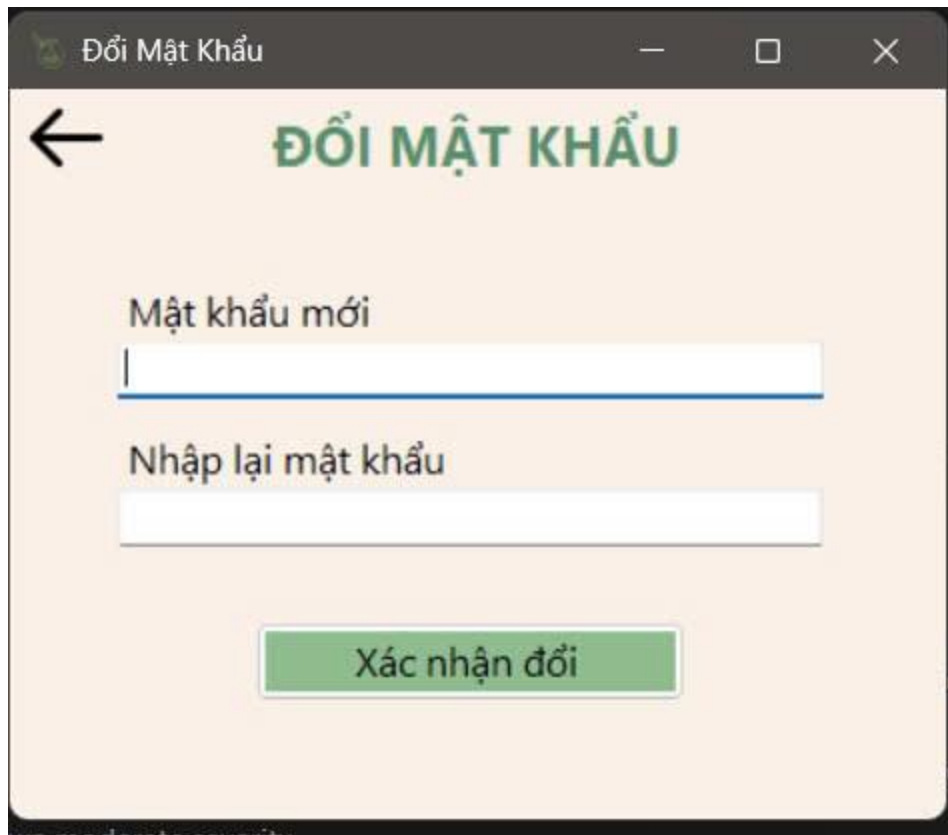 Đổi Mật Khẩu
ĐỔI MẬT KHẨU
Mật khẩu mới
Nhập lại mật khẩu
Xác nhận đổi